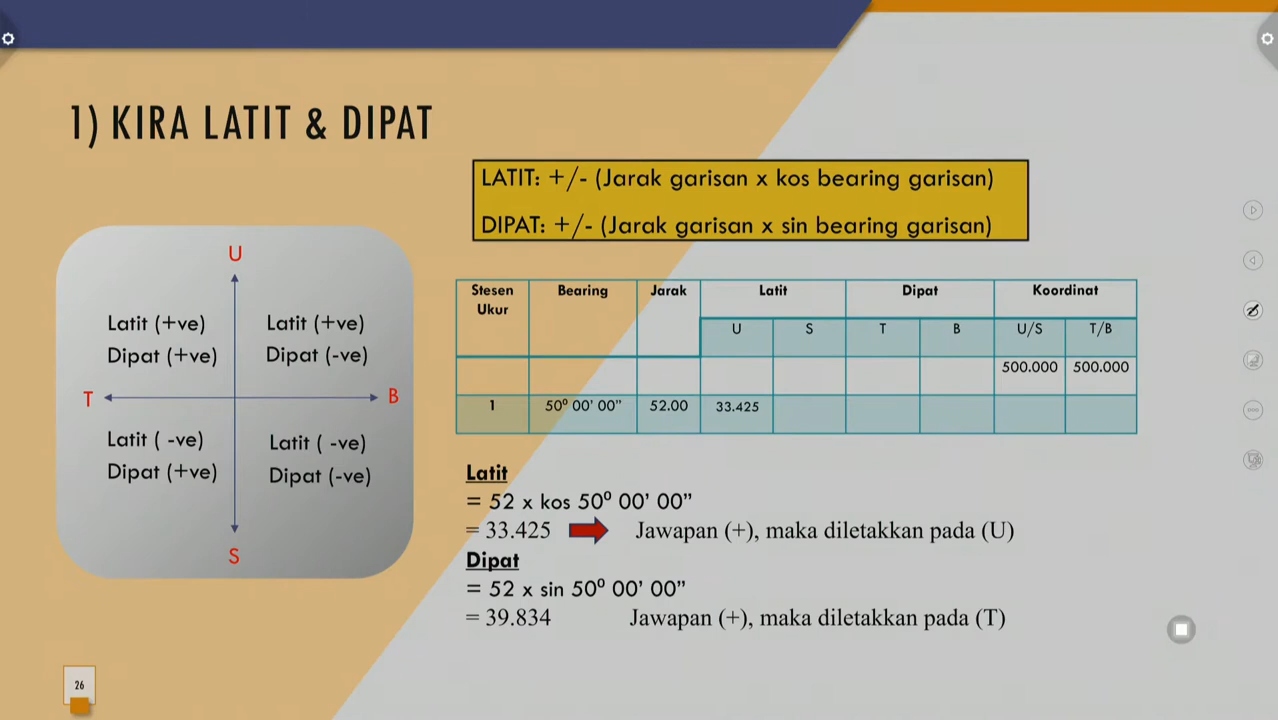 1) KIRA LATIT & DIPAT
LATIT: +/- (Jarak garisan x kos bearing garisan)
DIPAT: +/- (Jarak garisan x sin bearing garisan)
U
Latit (+ve) Latit (+ve)
Dipat (+ve) Dipat (-ve)
T B
Latit ( -ve) Latit ( -ve)
Dipat (+ve) Dipat (-ve)
S
Stesen Ukur Bearing Jarak Latit Dipat Koordinat
U S T B U/S T/B
500.000 500.000
1 50⁰ 00’ 00” 52.00 33.425
Latit
= 52 x kos 50⁰ 00’ 00”
= 33.425 Jawapan (+), maka diletakkan pada (U)
Dipat
= 52 x sin 50⁰ 00’ 00”
= 39.834 Jawapan (+), maka diletakkan pada (T)
26